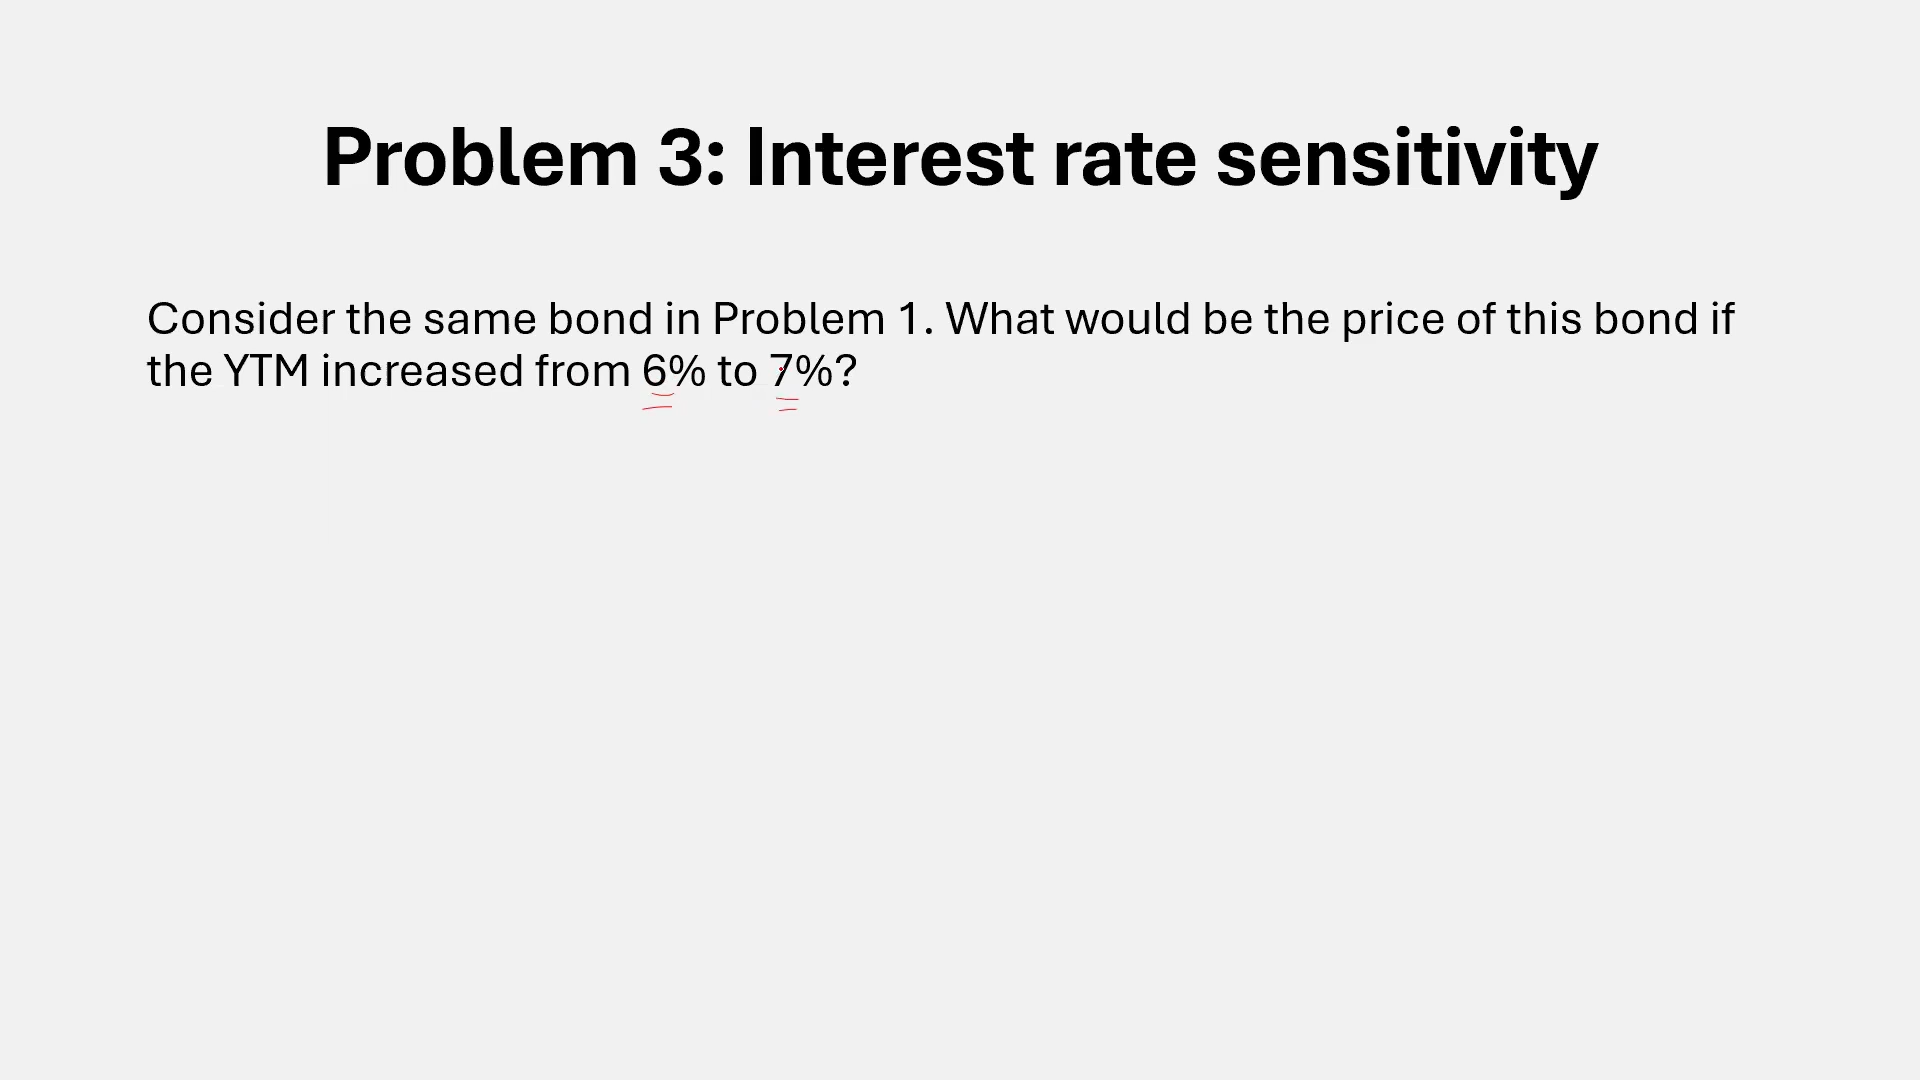 Problem 3: Interest rate sensitivity
Consider the same bond in Problem 1. What would be the price of this bond if
the YTM increased from 6% to 7%?